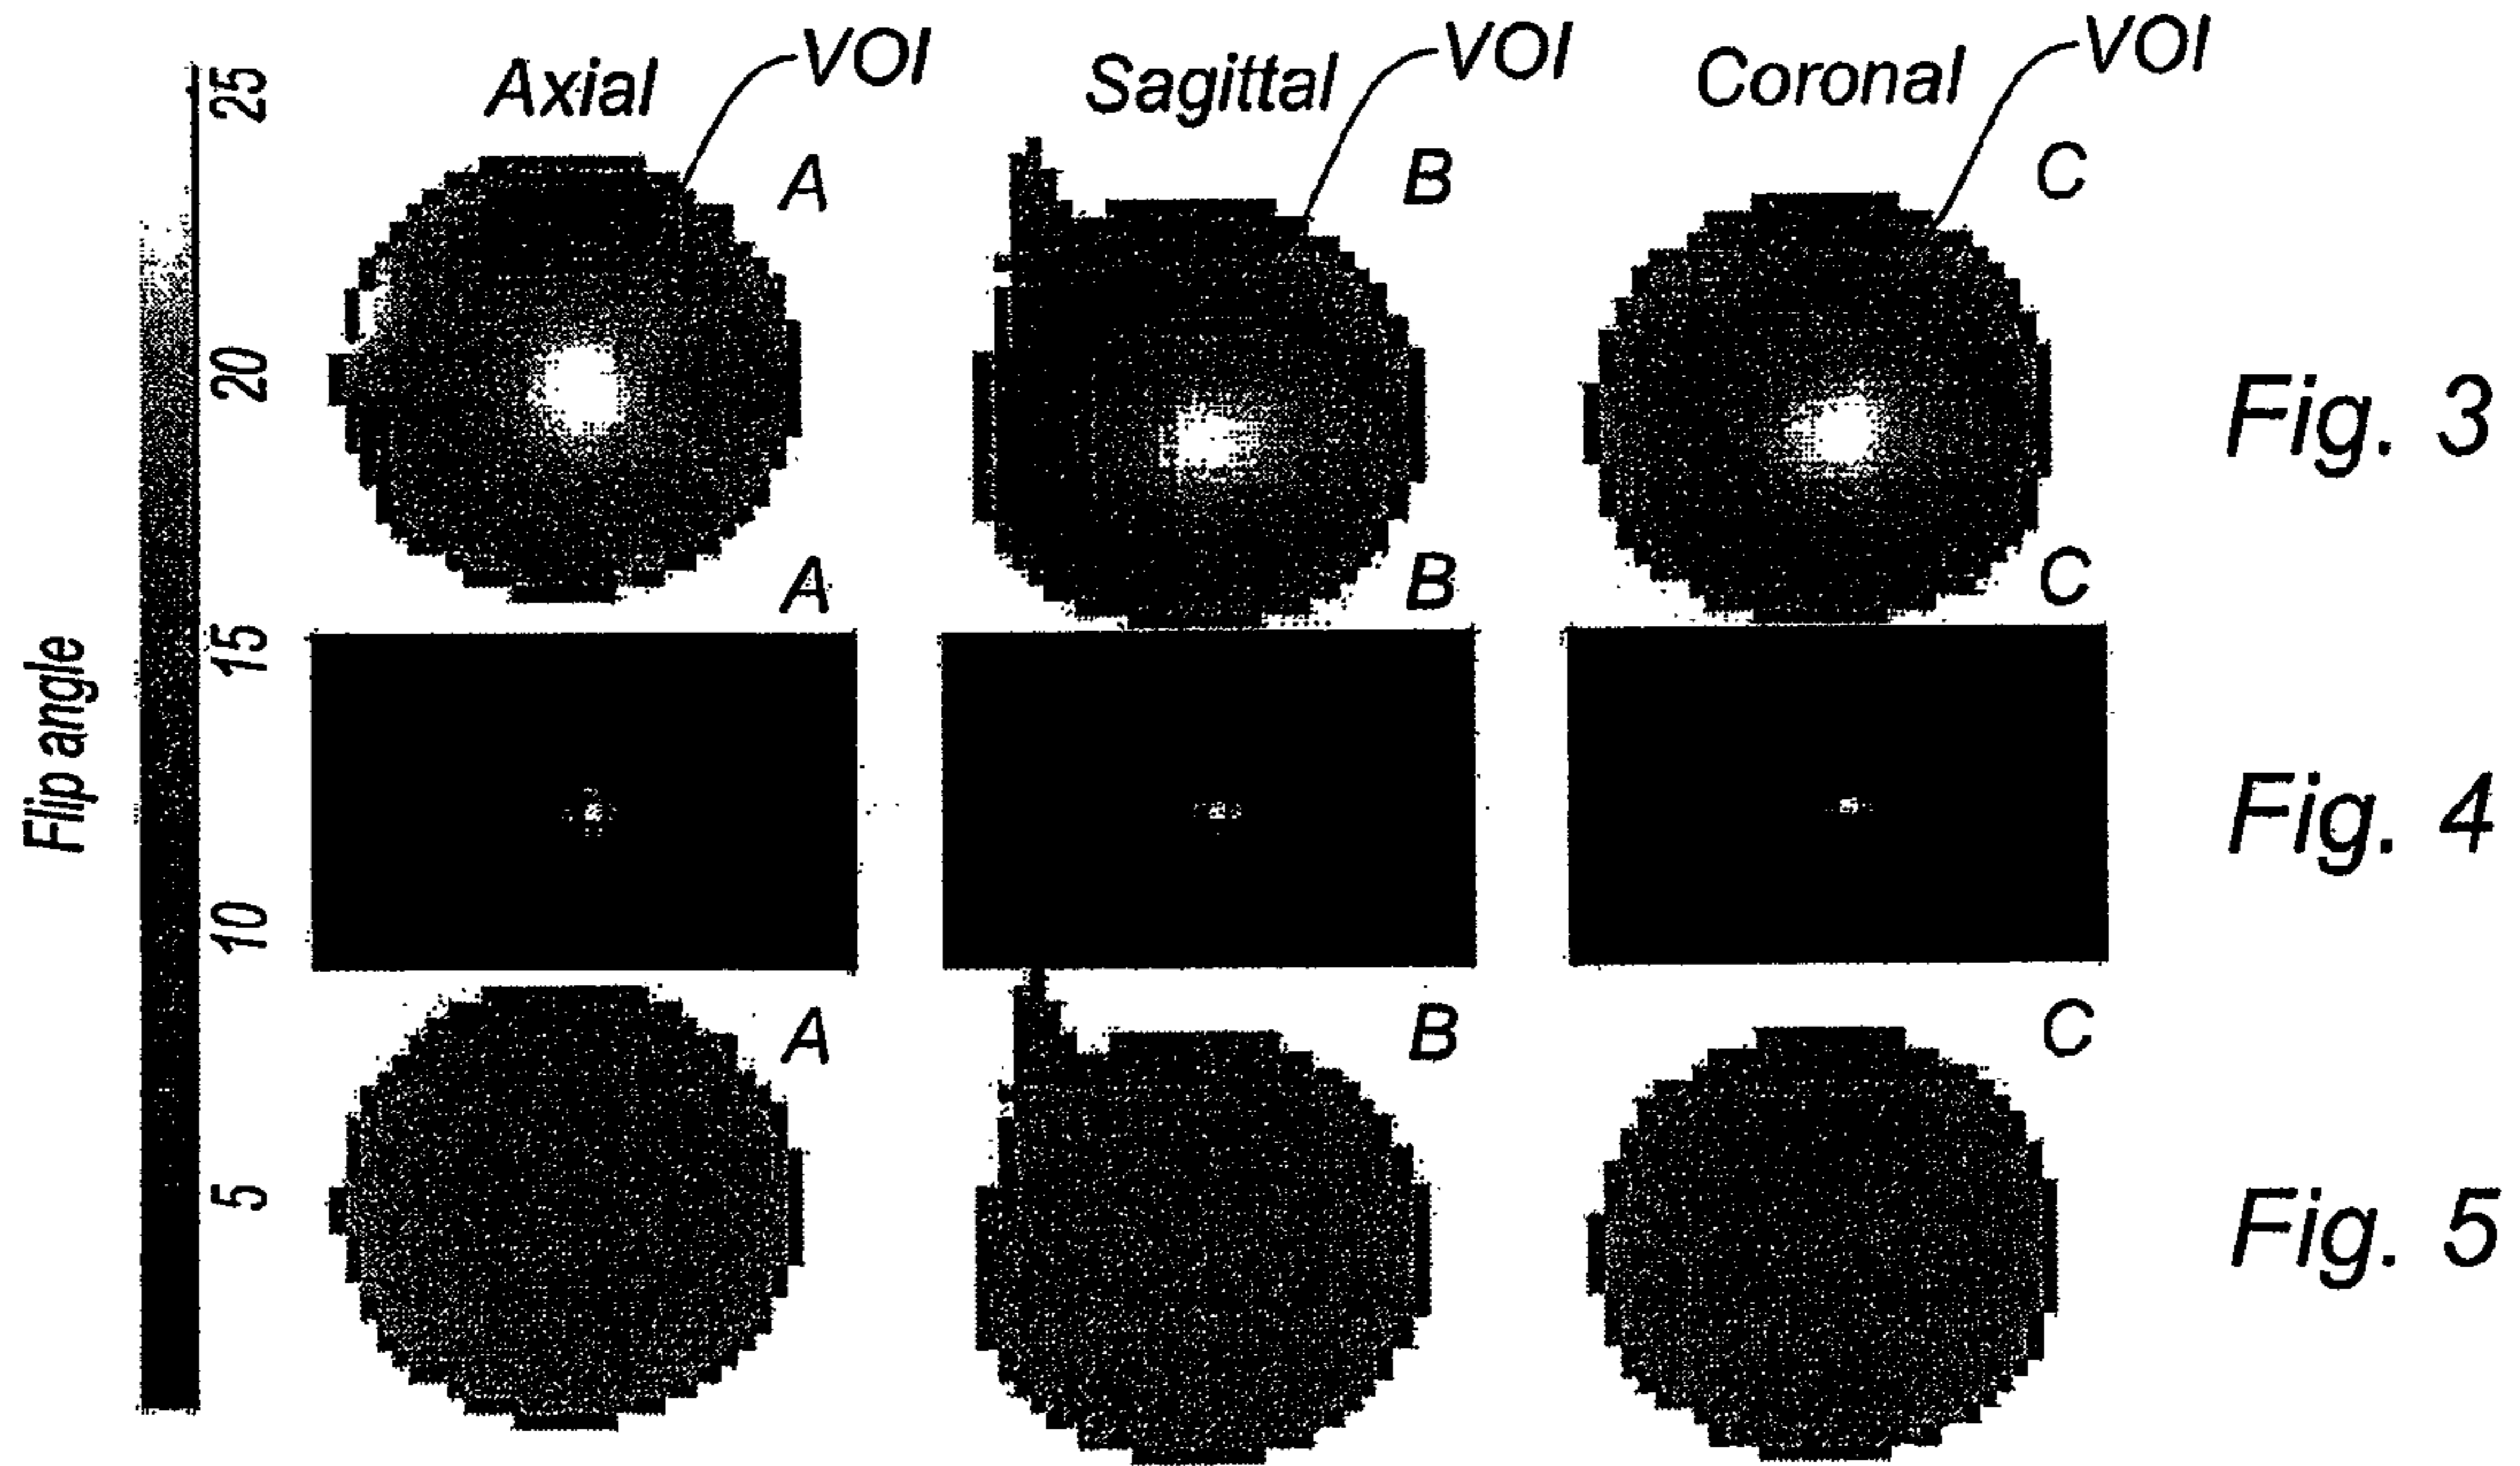 VOI VOI VOI
Axial Sagittal Coronal
A B C
Fig. 3
A B C
Fig. 4
A B C
Fig. 5
Flip angle
25
20
15
10
5